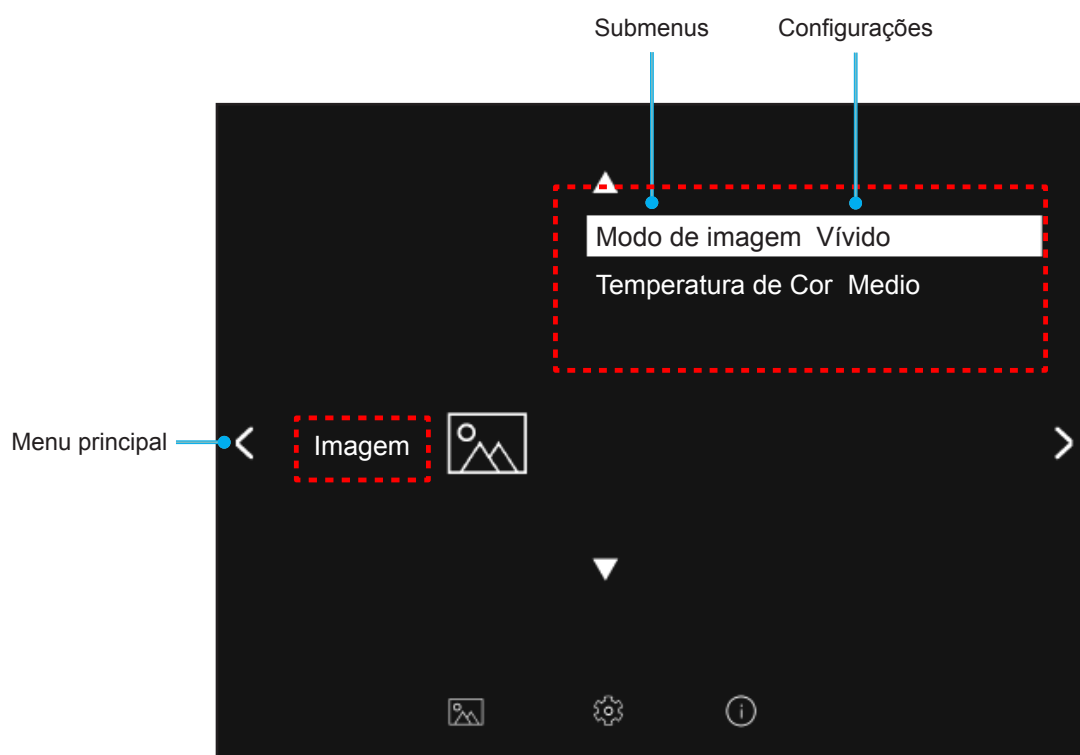 Submenus Configurações
Modo de imagem Vívido
Temperatura de Cor Medio
Menu principal
Imagem